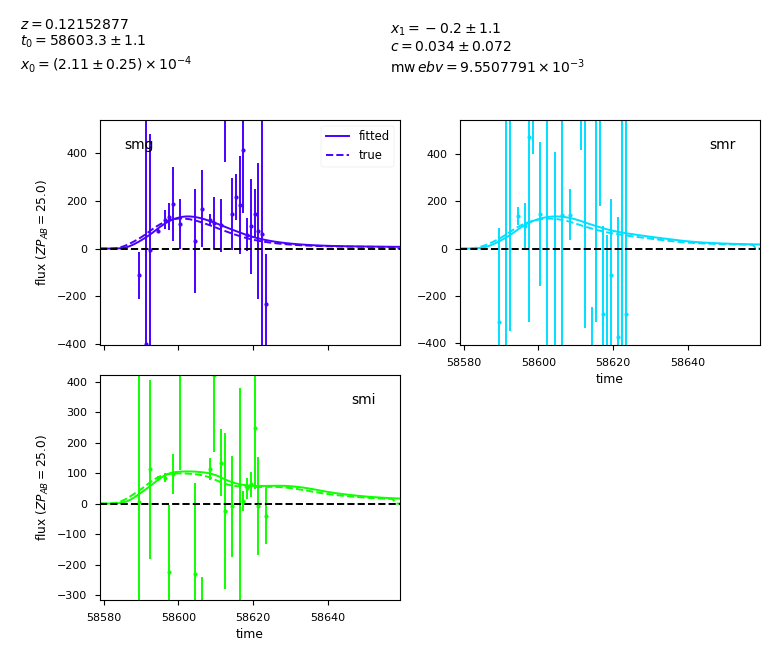 z = 0.12152877
t₀ = 58603.3 ± 1.1
x₀ = (2.11 ± 0.25) × 10⁻⁴
x₁ = −0.2 ± 1.1
c = 0.034 ± 0.072
mw ebv = 9.5507791 × 10⁻³
smg
fitted
true
400
200
0
−200
−400
flux (ZP_AB = 25.0)
smr
400
200
0
−200
−400
58580 58600 58620 58640
time
smi
400
300
200
100
0
−100
−200
−300
flux (ZP_AB = 25.0)
58580 58600 58620 58640
time